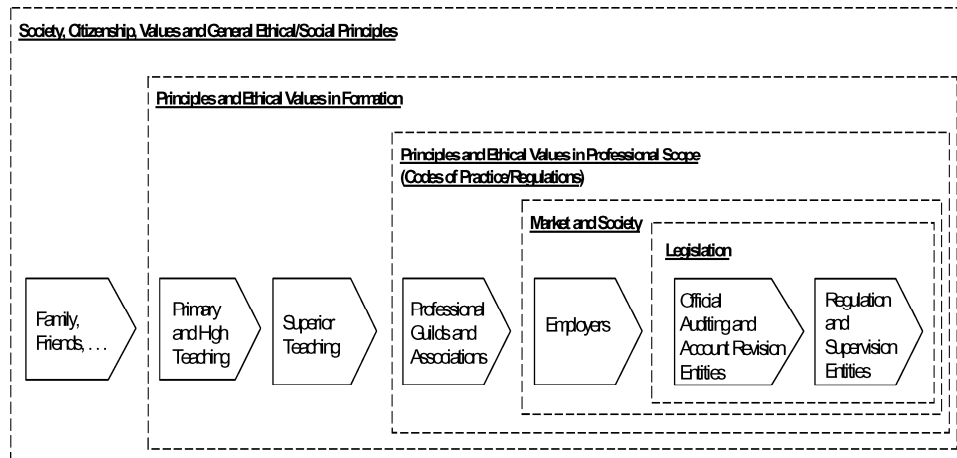 Society, Citizenship, Values and General Ethical/Social Principles
Principles and Ethical Values in Formation
Principles and Ethical Values in Professional Scope
(Codes of Practice/Regulations)
Market and Society
Legislation
Family,
Friends, . . .
Primary
and High
Teaching
Superior
Teaching
Professional
Guilds and
Associations
Employers
Official
Auditing and
Account Revision
Entities
Regulation
and
Supervision
Entities